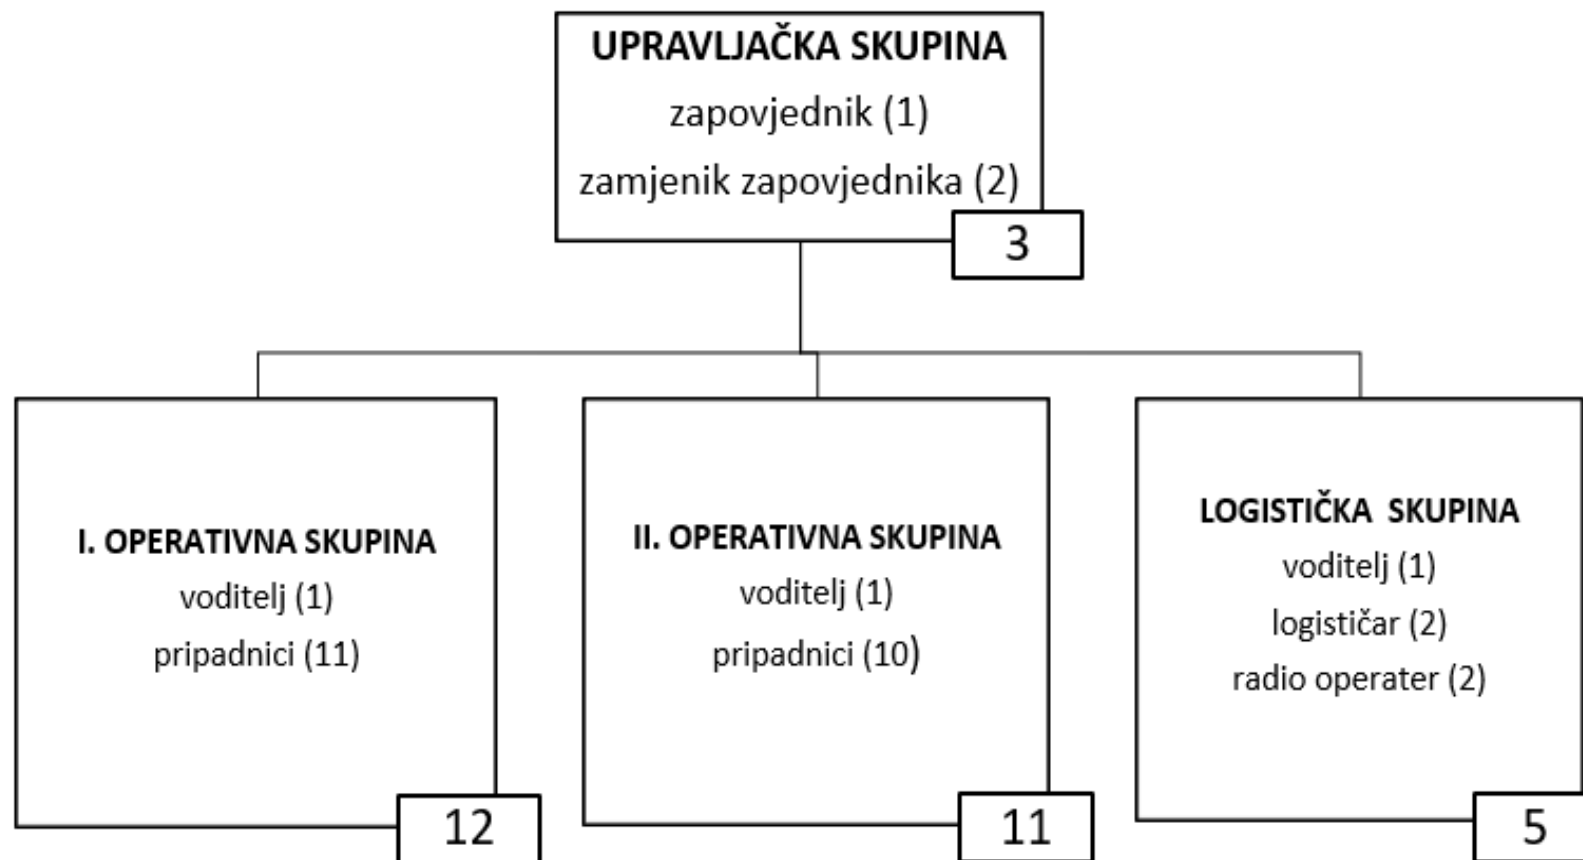 UPRAVLJAČKA SKUPINA
zapovjednik (1)
zamjenik zapovjednika (2)
3
I. OPERATIVNA SKUPINA
voditelj (1)
pripadnici (11)
12
II. OPERATIVNA SKUPINA
voditelj (1)
pripadnici (10)
11
LOGISTIČKA SKUPINA
voditelj (1)
logističar (2)
radio operater (2)
5